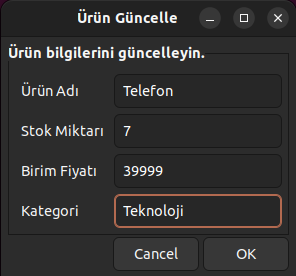 Ürün Güncelle
Ürün bilgilerini güncelleyin.
Ürün Adı Telefon
Stok Miktarı 7
Birim Fiyatı 39999
Kategori Teknoloji
Cancel OK